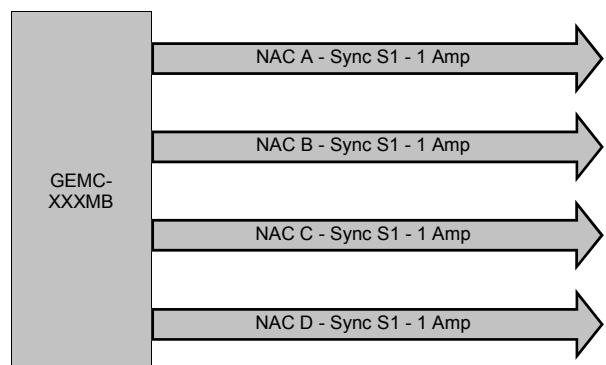 NAC A - Sync S1 - 1 Amp
NAC B - Sync S1 - 1 Amp
GEMC-
XXXMB
NAC C - Sync S1 - 1 Amp
NAC D - Sync S1 - 1 Amp